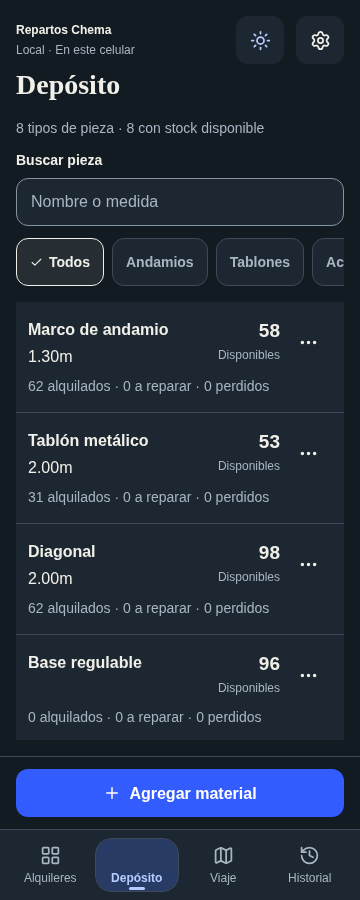 Repartos Chema
Local · En este celular
Depósito
8 tipos de pieza · 8 con stock disponible
Buscar pieza
Nombre o medida
Todos Andamios Tablones Ac
Marco de andamio 58
1.30m Disponibles
62 alquilados · 0 a reparar · 0 perdidos
Tablón metálico 53
2.00m Disponibles
31 alquilados · 0 a reparar · 0 perdidos
Diagonal 98
2.00m Disponibles
62 alquilados · 0 a reparar · 0 perdidos
Base regulable 96
Disponibles
0 alquilados · 0 a reparar · 0 perdidos
Agregar material
Alquileres Depósito Viaje Historial